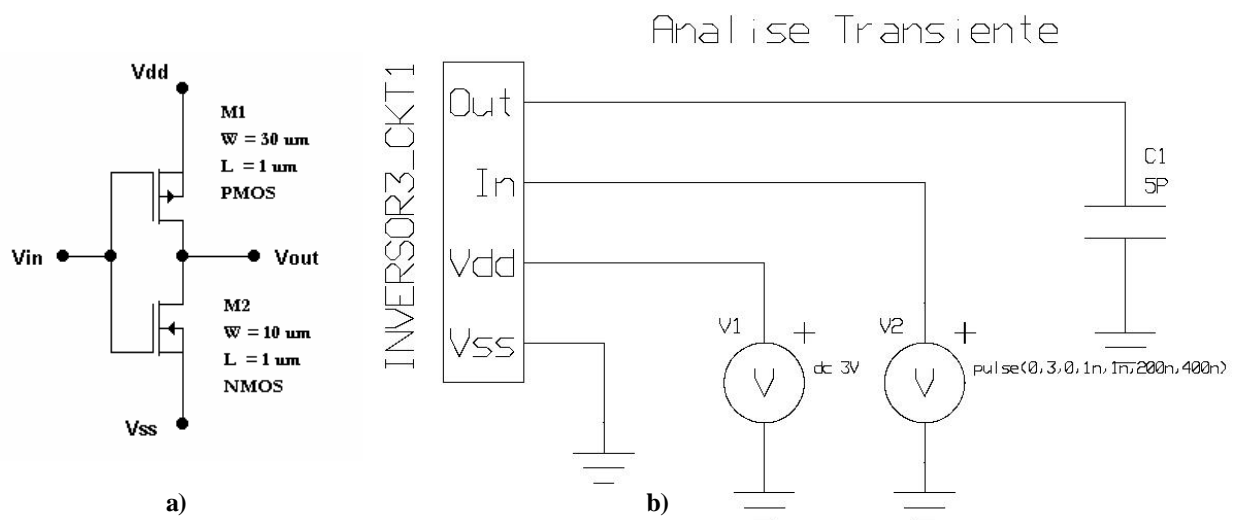 Vdd
M1
W = 30 um
L = 1 um
PMOS
Vin
Vout
M2
W = 10 um
L = 1 um
NMOS
Vss
a)
Analise Transiente
INVERSOR3_CKT1
Out
In
Vdd
Vss
C1
5P
V1
+
V
dc 3V
V2
+
V
pulse(0,3,0,1n,1n,200n,400n)
b)